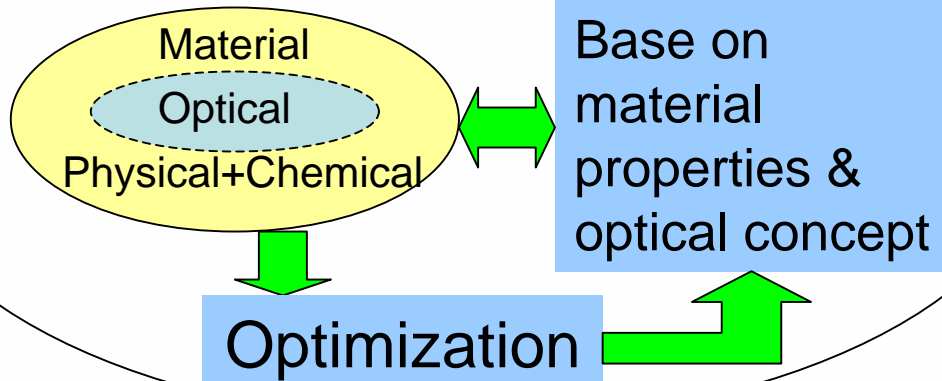 Material
Optical
Physical+Chemical
Base on
material
properties &
optical concept
Optimization